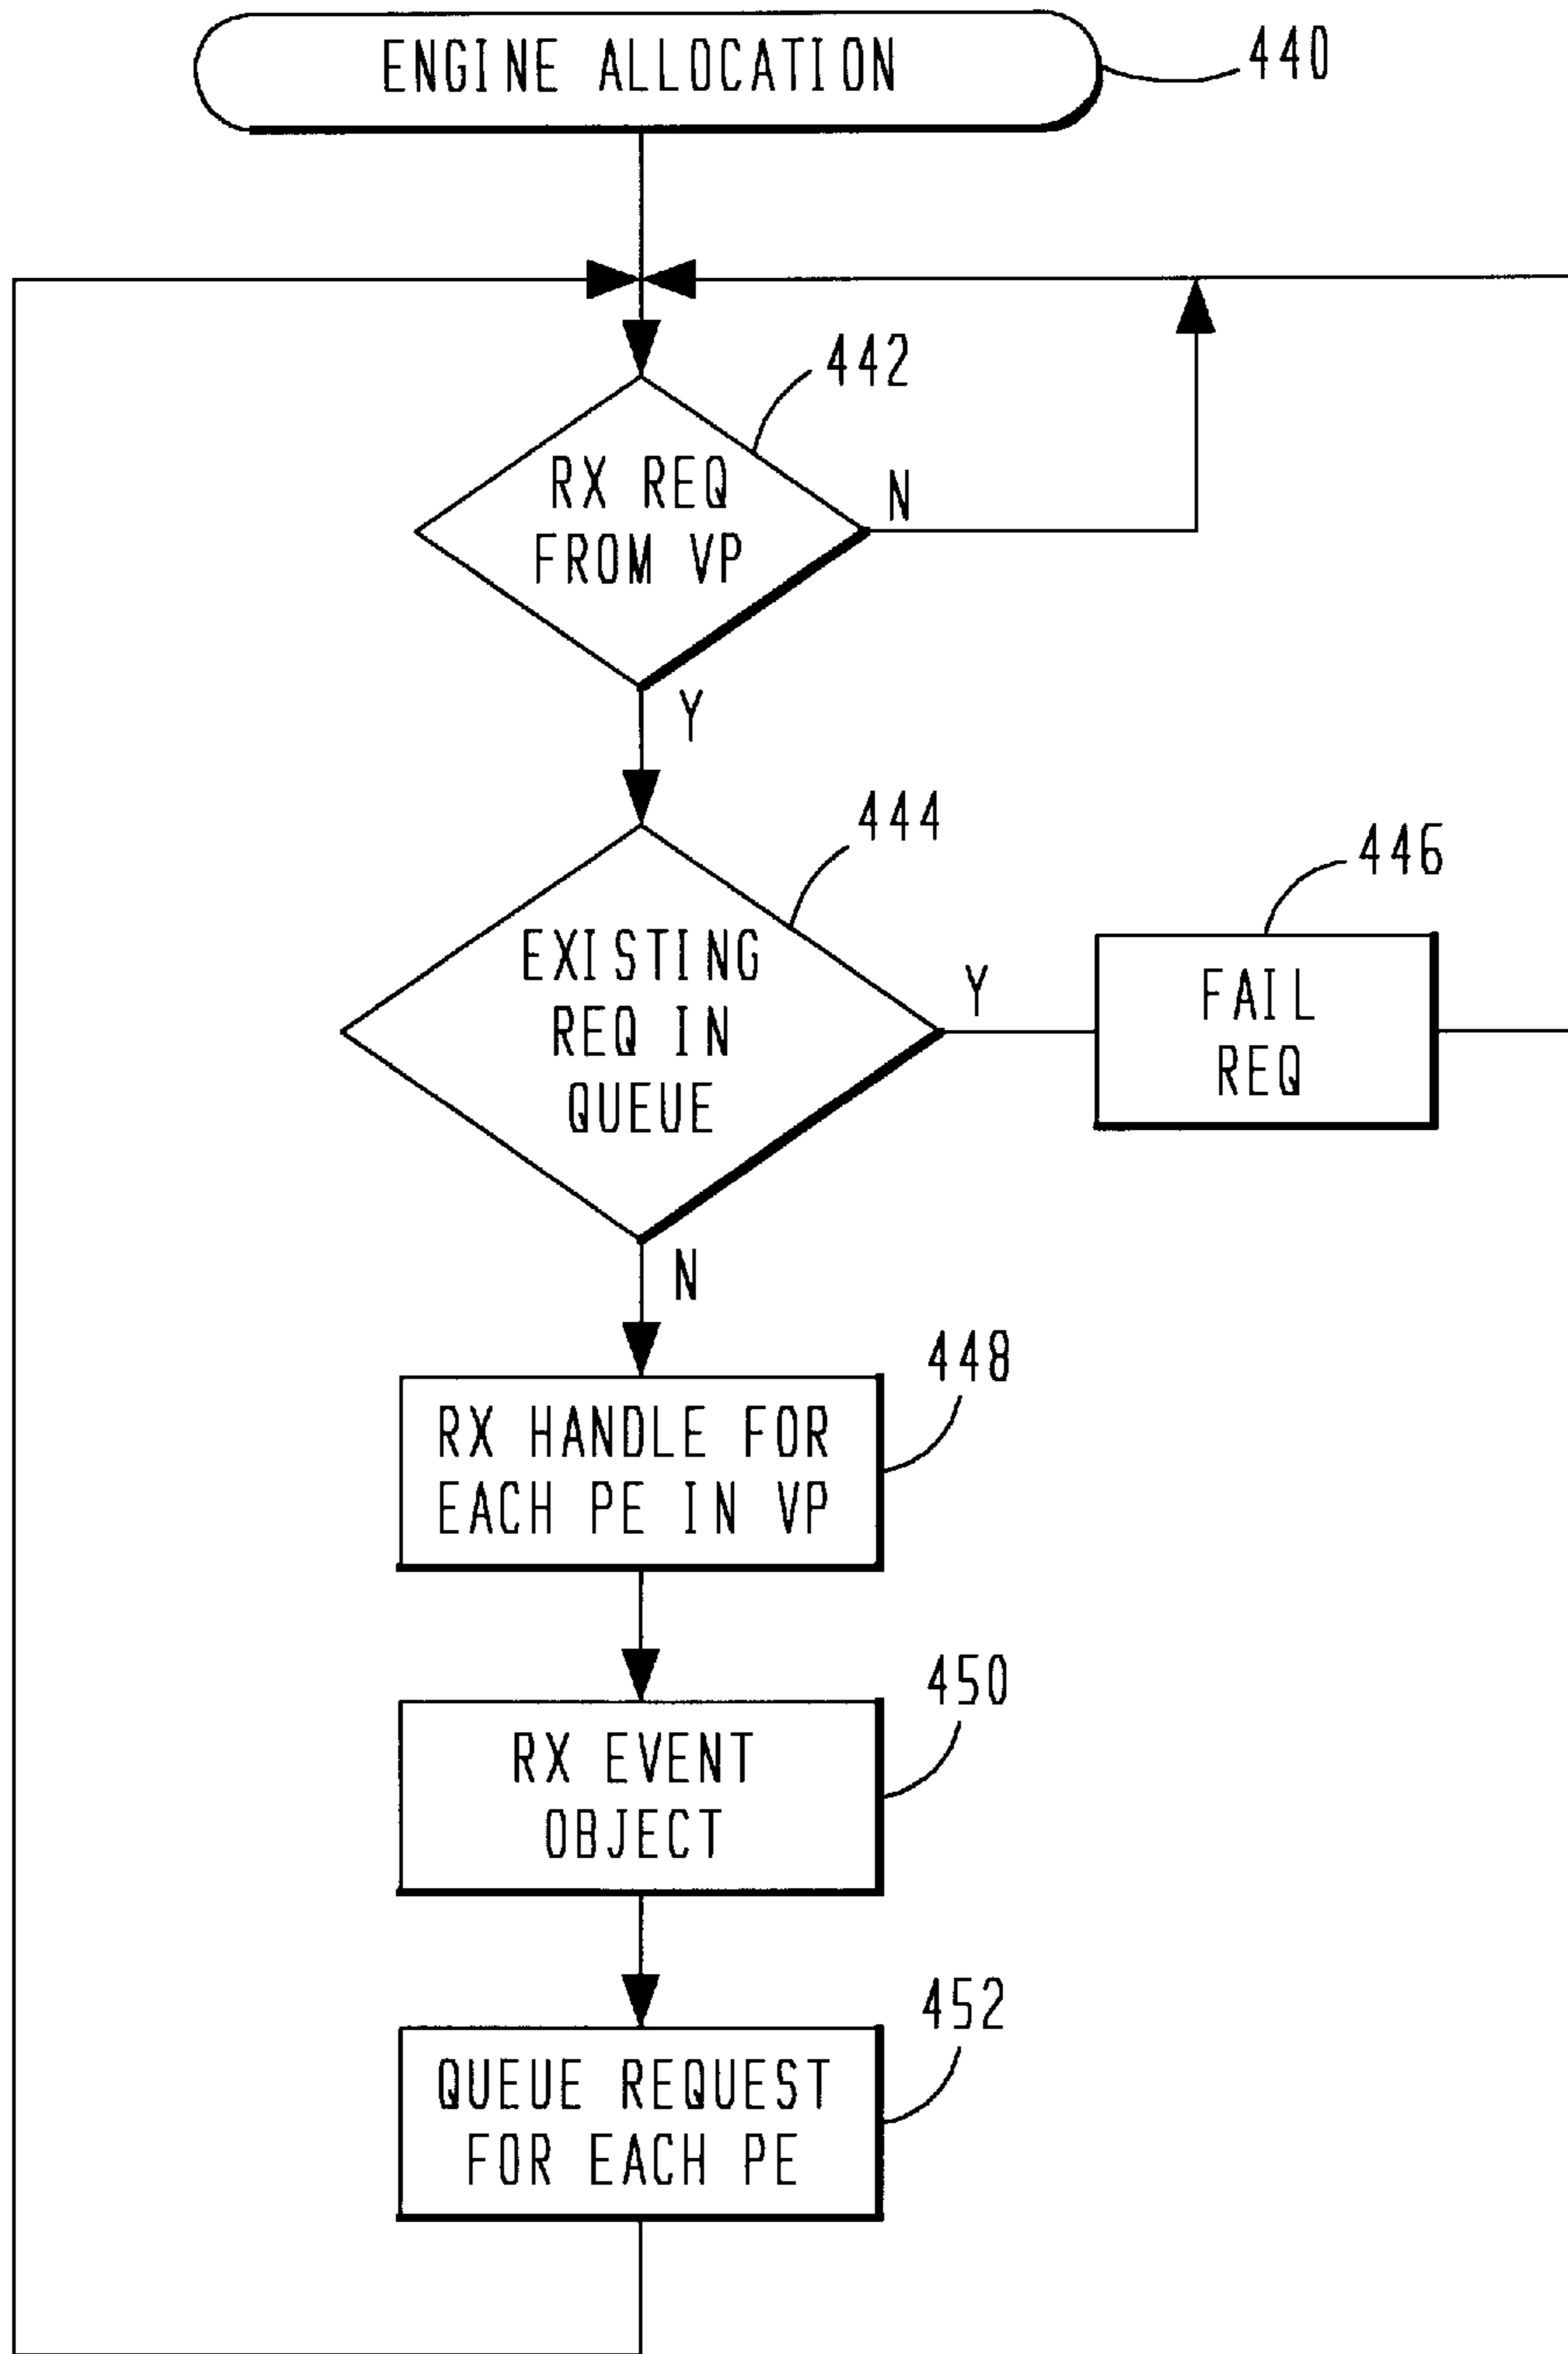 ENGINE ALLOCATION
440
442
RX REQ
FROM VP
N
Y
444
EXISTING
REQ IN
QUEUE
Y
446
FAIL
REQ
N
448
RX HANDLE FOR
EACH PE IN VP
450
RX EVENT
OBJECT
452
QUEUE REQUEST
FOR EACH PE